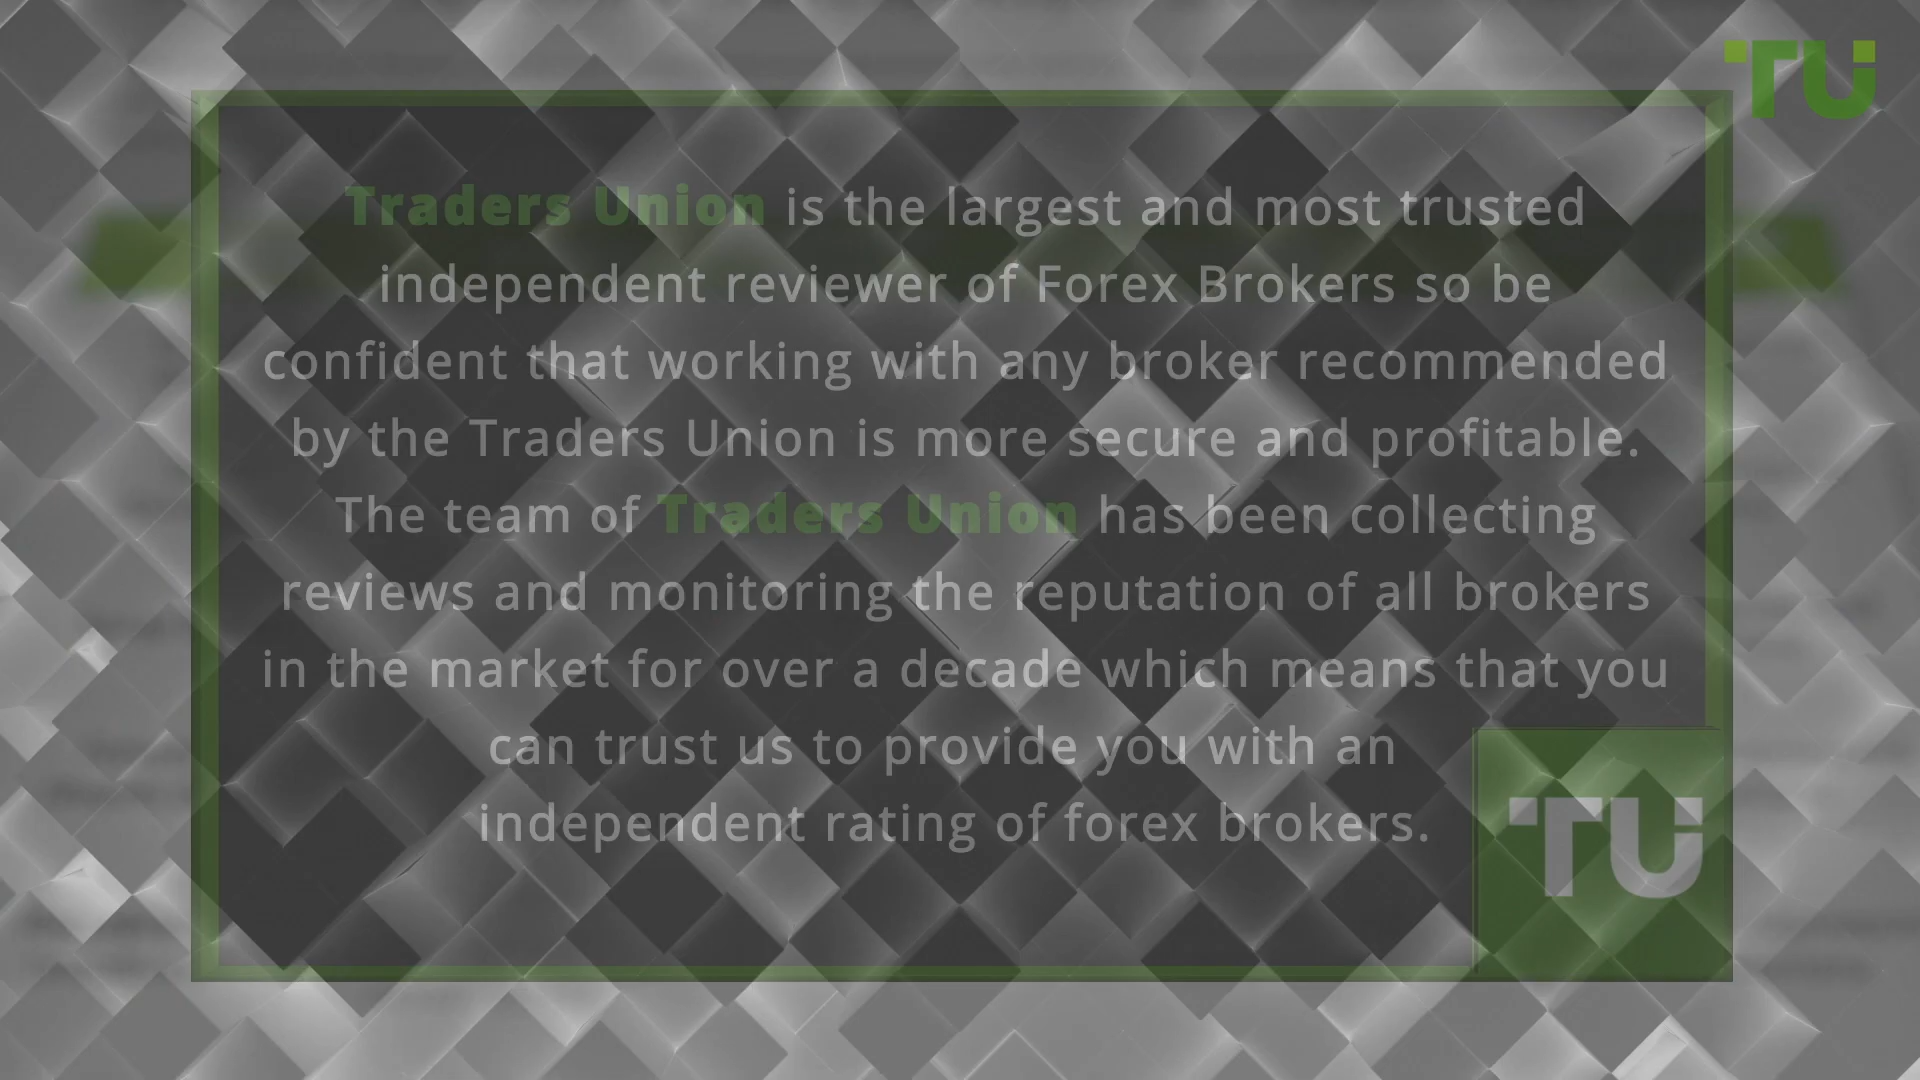 TU
Traders Union is the largest and most trusted
independent reviewer of Forex Brokers so be
confident that working with any broker recommended
by the Traders Union is more secure and profitable.
The team of Traders Union has been collecting
reviews and monitoring the reputation of all brokers
in the market for over a decade which means that you
can trust us to provide you with an
independent rating of forex brokers.
TU